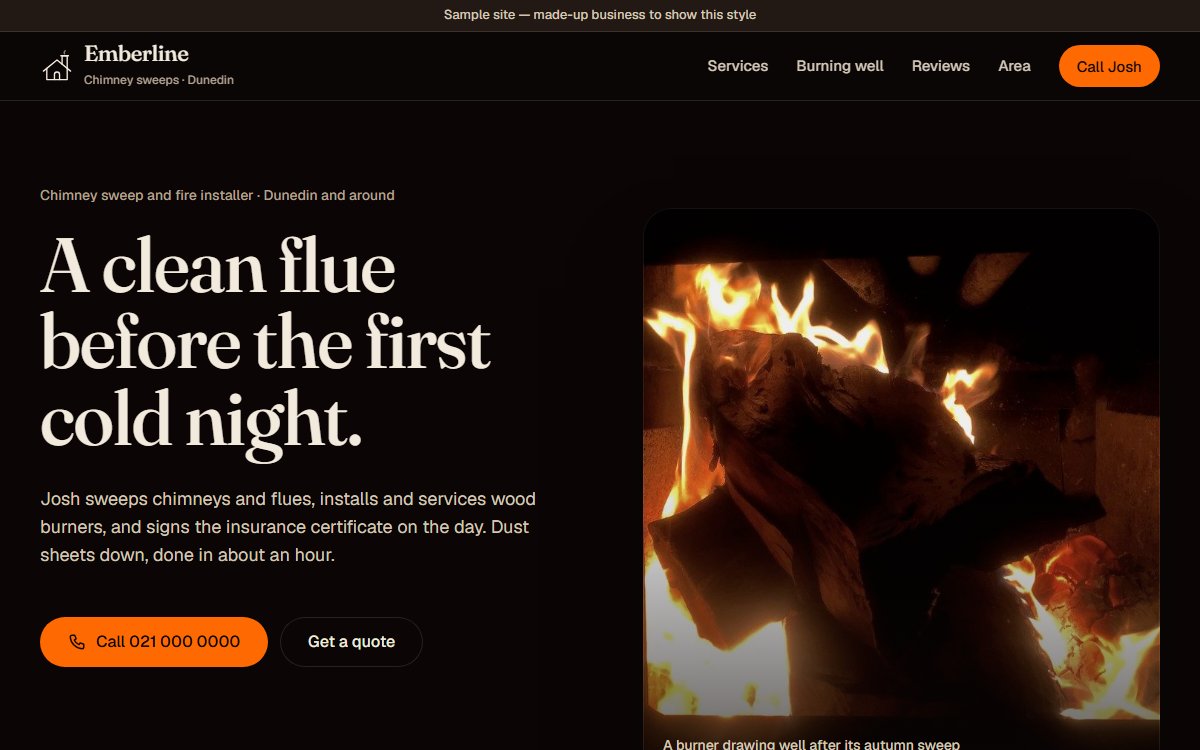 Sample site — made-up business to show this style
Emberline
Chimney sweeps · Dunedin
Services
Burning well
Reviews
Area
Call Josh
Chimney sweep and fire installer · Dunedin and around
A clean flue
before the first
cold night.
Josh sweeps chimneys and flues, installs and services wood
burners, and signs the insurance certificate on the day. Dust
sheets down, done in about an hour.
Call 021 000 0000
Get a quote
A burner drawing well after its autumn sweep